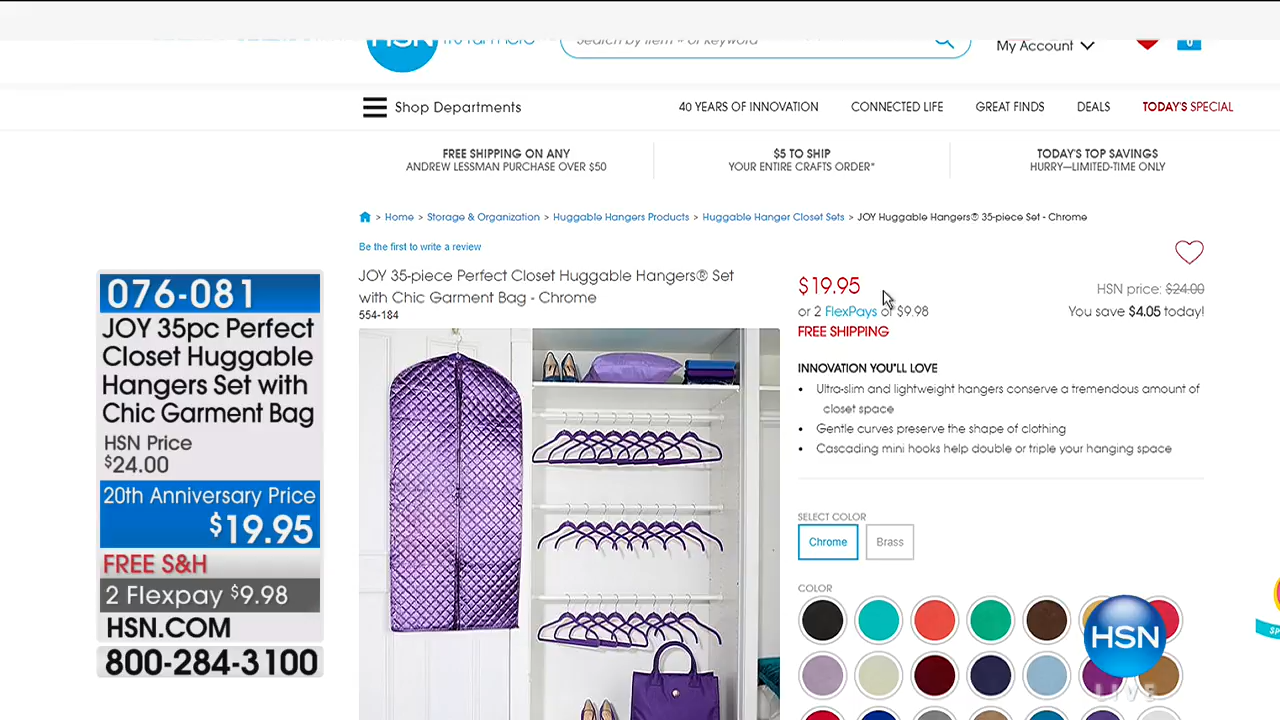 HSN
Search by item # or keyword
My Account
0
Shop Departments
40 YEARS OF INNOVATION
CONNECTED LIFE
GREAT FINDS
DEALS
TODAY'S SPECIAL
FREE SHIPPING ON ANY
ANDREW LESSMAN PURCHASE OVER $50
$5 TO SHIP
YOUR ENTIRE CRAFTS ORDER*
TODAY'S TOP SAVINGS
HURRY—LIMITED-TIME ONLY
> Home > Storage & Organization > Huggable Hangers Products > Huggable Hanger Closet Sets > JOY Huggable Hangers® 35-piece Set - Chrome
Be the first to write a review
JOY 35-piece Perfect Closet Huggable Hangers® Set
with Chic Garment Bag - Chrome
554-184
$19.95
HSN price: $24.00
or 2 FlexPays of $9.98
You save $4.05 today!
FREE SHIPPING
INNOVATION YOU'LL LOVE
• Ultra-slim and lightweight hangers conserve a tremendous amount of
closet space
• Gentle curves preserve the shape of clothing
• Cascading mini hooks help double or triple your hanging space
SELECT COLOR
Chrome
Brass
COLOR
076-081
JOY 35pc Perfect
Closet Huggable
Hangers Set with
Chic Garment Bag
HSN Price
$24.00
20th Anniversary Price
$19.95
FREE S&H
2 Flexpay $9.98
HSN.COM
800-284-3100
HSN
LIVE